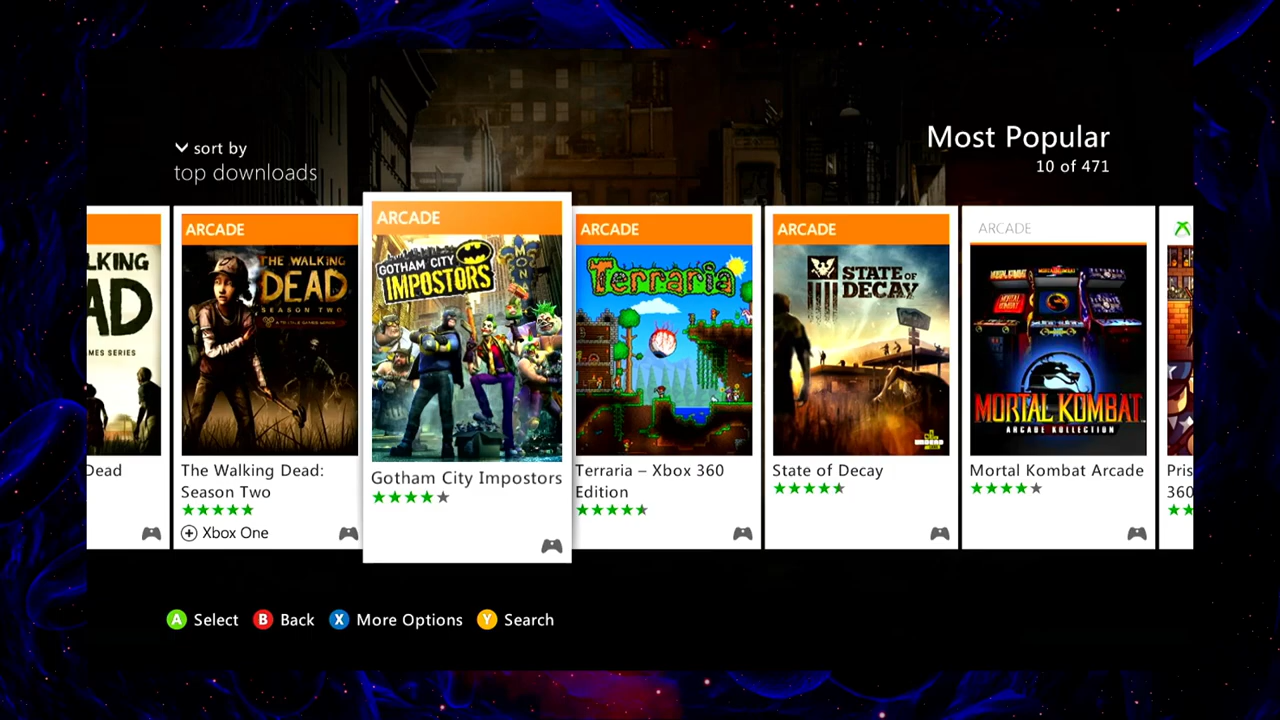 sort by
top downloads
Most Popular
10 of 471
LKING
AD
MES SERIES
Dead
ARCADE
THE WALKING
DEAD
SEASON TWO
The Walking Dead:
Season Two
Xbox One
ARCADE
GOTHAM CITY
IMPOSTORS
Gotham City Impostors
ARCADE
Terraria
Terraria – Xbox 360
Edition
ARCADE
STATE OF
DECAY
State of Decay
ARCADE
MORTAL KOMBAT
ARCADE KOLLECTION
Mortal Kombat Arcade
Pris
360
A Select
B Back
X More Options
Y Search